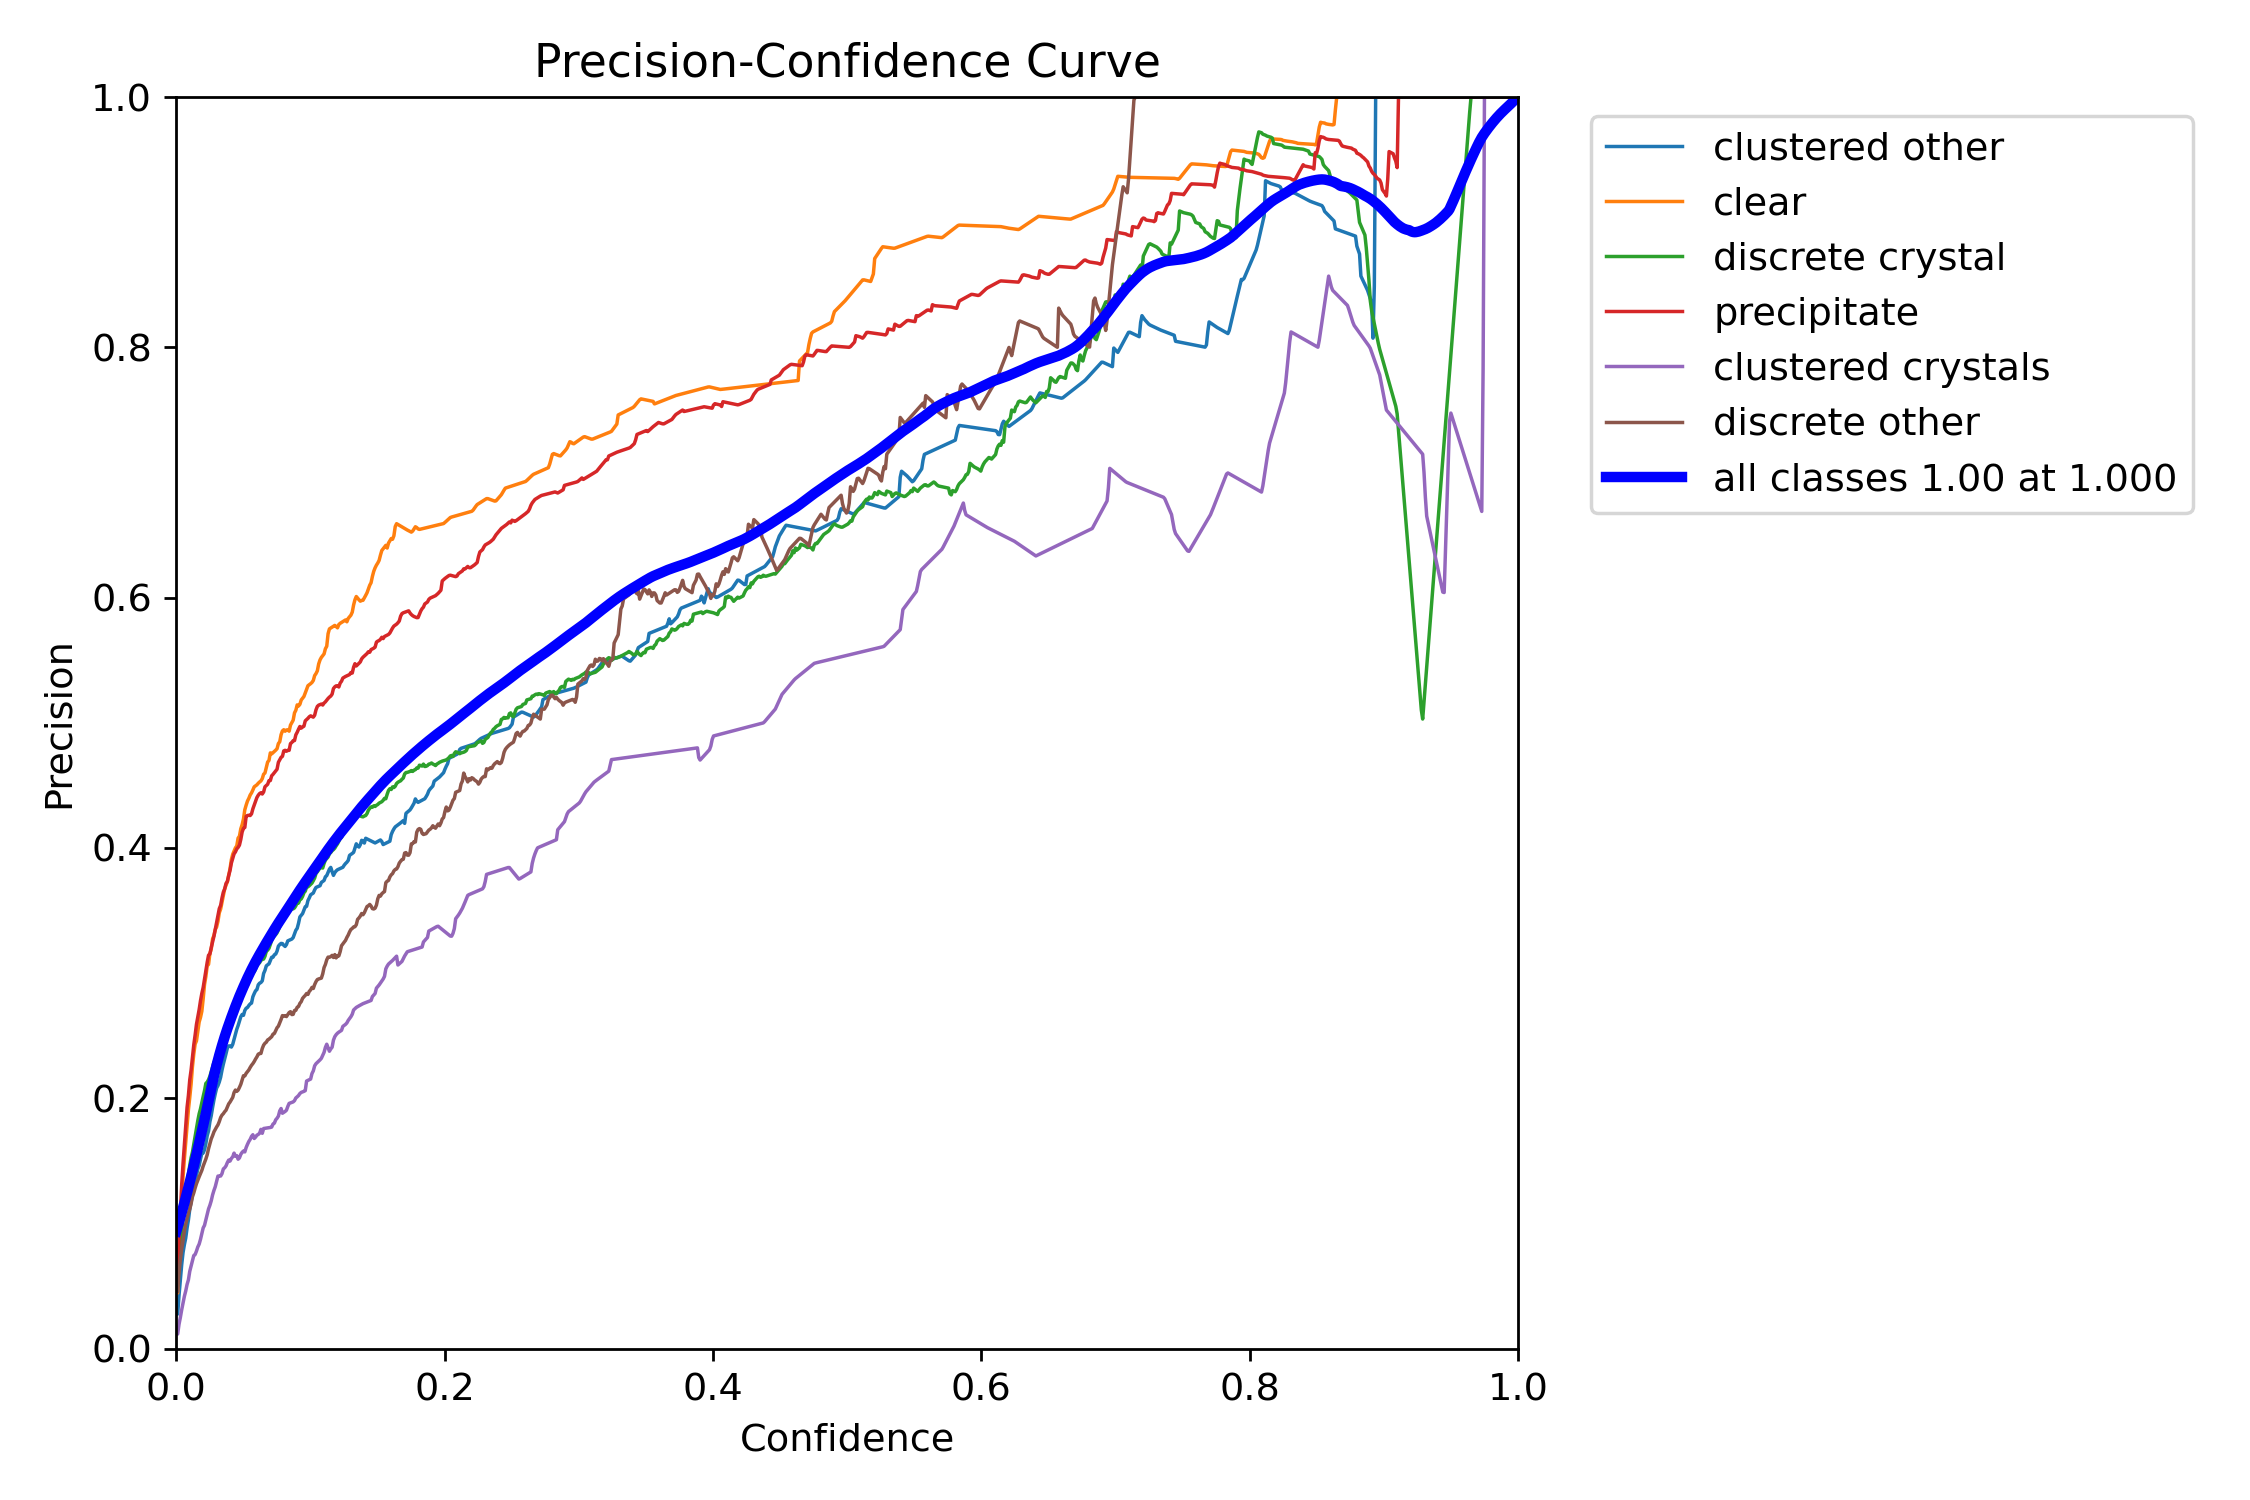 Precision-Confidence Curve
1.0
0.8
0.6
0.4
0.2
0.0
Precision
0.0 0.2 0.4 0.6 0.8 1.0
Confidence
clustered other
clear
discrete crystal
precipitate
clustered crystals
discrete other
all classes 1.00 at 1.000